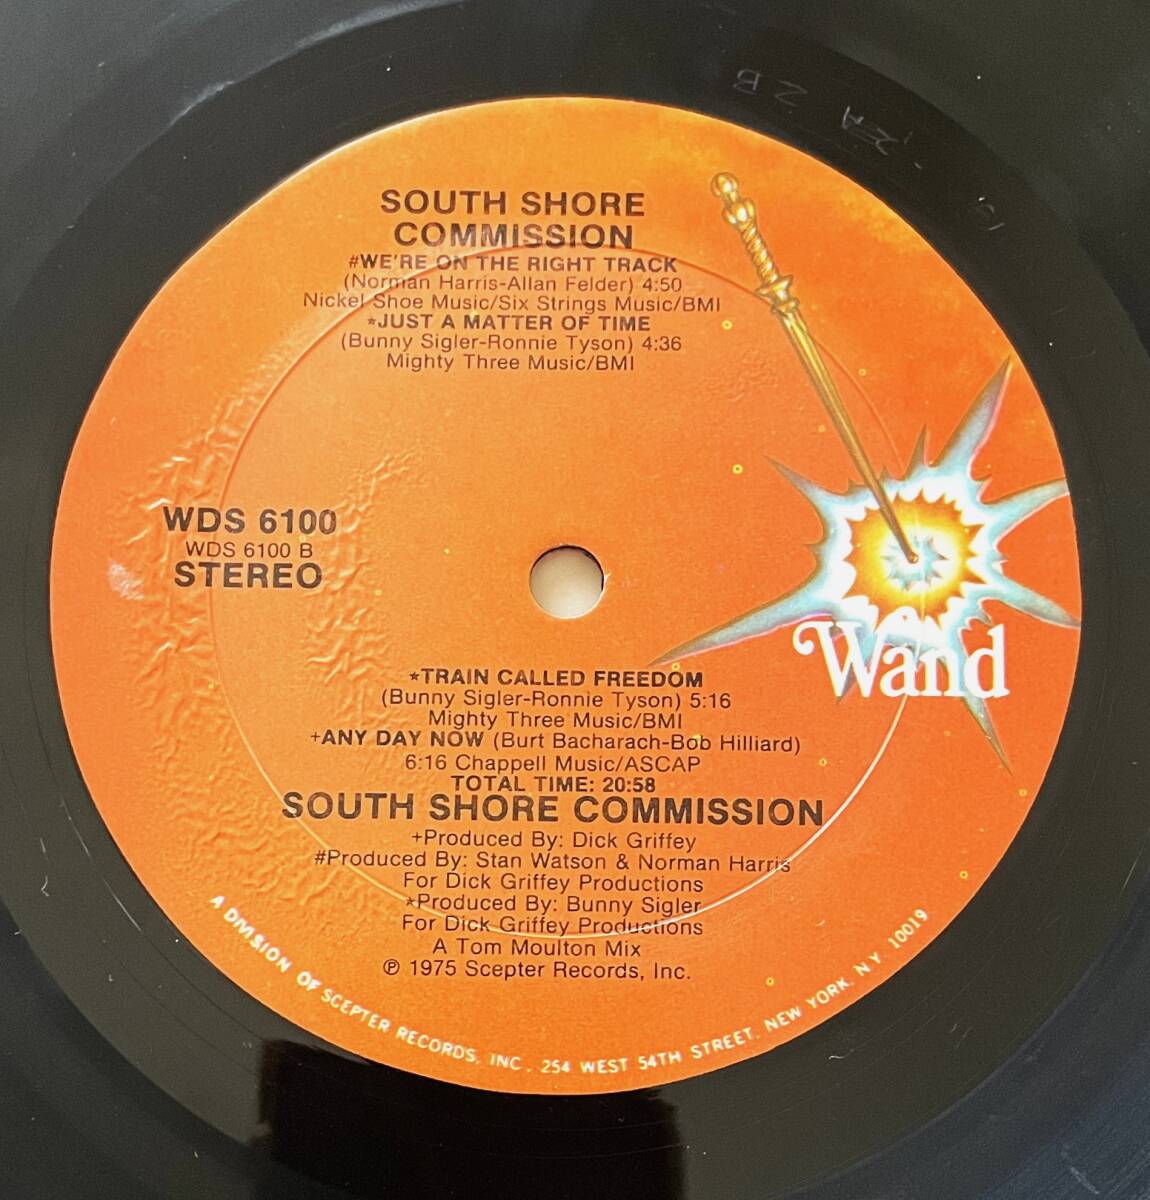 SOUTH SHORE
COMMISSION
#WE'RE ON THE RIGHT TRACK
(Norman Harris-Allan Felder) 4:50
Nickel Shoe Music/Six Strings Music/BMI
*JUST A MATTER OF TIME
(Bunny Sigler-Ronnie Tyson) 4:36
Mighty Three Music/BMI
WDS 6100
WDS 6100 B
STEREO
Wand
*TRAIN CALLED FREEDOM
(Bunny Sigler-Ronnie Tyson) 5:16
Mighty Three Music/BMI
+ANY DAY NOW (Burt Bacharach-Bob Hilliard)
6:16 Chappell Music/ASCAP
TOTAL TIME: 20:58
SOUTH SHORE COMMISSION
+Produced By: Dick Griffey
#Produced By: Stan Watson & Norman Harris
For Dick Griffey Productions
*Produced By: Bunny Sigler
For Dick Griffey Productions
A Tom Moulton Mix
℗ 1975 Scepter Records, Inc.
A DIVISION OF SCEPTER RECORDS, INC. 254 WEST 54TH STREET, NEW YORK, N.Y. 10019